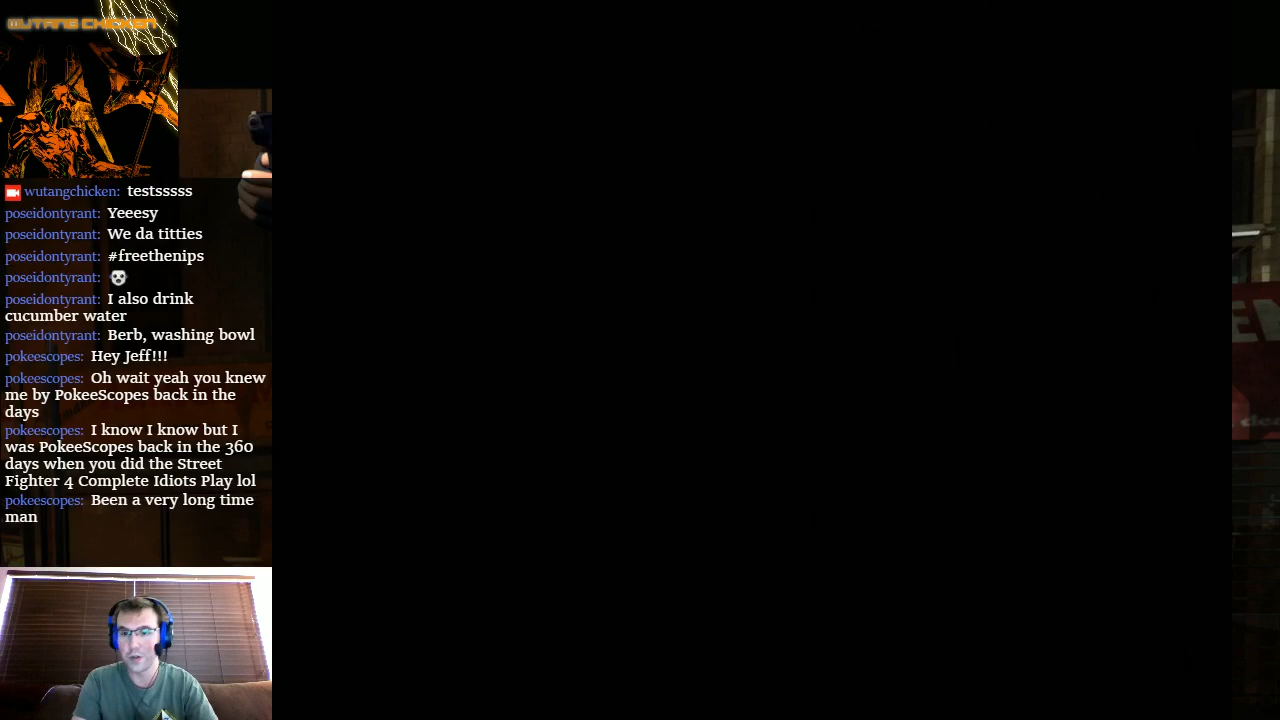 WUTANG CHICKEN
wutangchicken: testsssss
poseidontyrant: Yeeesy
poseidontyrant: We da titties
poseidontyrant: #freethenips
poseidontyrant:
poseidontyrant: I also drink
cucumber water
poseidontyrant: Berb, washing bowl
pokeescopes: Hey Jeff!!!
pokeescopes: Oh wait yeah you knew
me by PokeeScopes back in the
days
pokeescopes: I know I know but I
was PokeeScopes back in the 360
days when you did the Street
Fighter 4 Complete Idiots Play lol
pokeescopes: Been a very long time
man